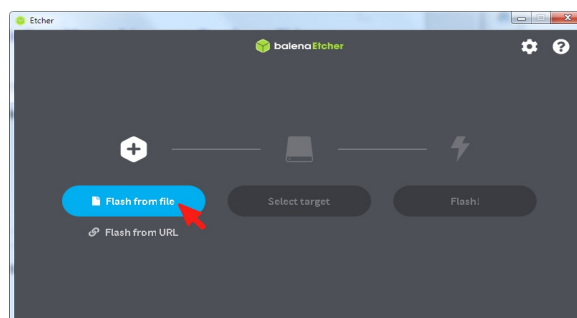 Etcher
balenaEtcher
Flash from file
Select target
Flash!
Flash from URL